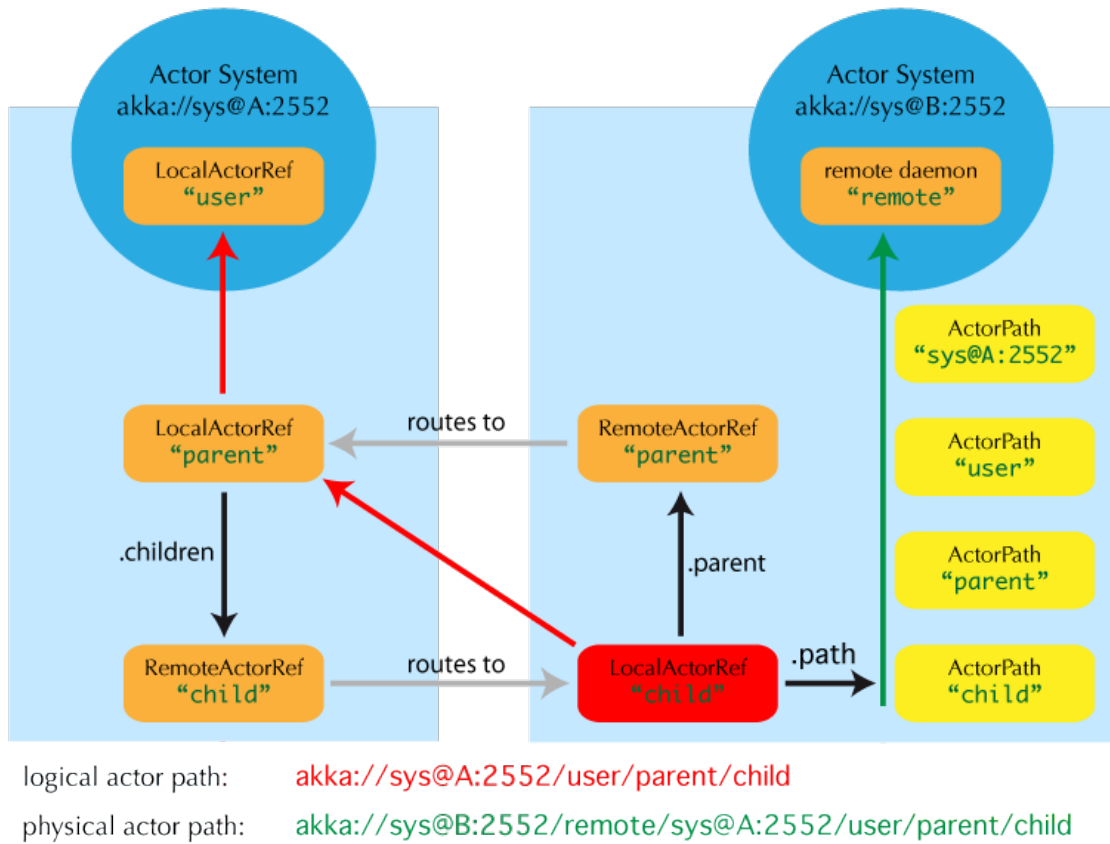 Actor System
akka://sys@A:2552
LocalActorRef
“user”
LocalActorRef
“parent”
.children
RemoteActorRef
“child”
routes to
routes to
Actor System
akka://sys@B:2552
remote daemon
“remote”
RemoteActorRef
“parent”
.parent
LocalActorRef
“child”
.path
ActorPath
“sys@A:2552”
ActorPath
“user”
ActorPath
“parent”
ActorPath
“child”
logical actor path: akka://sys@A:2552/user/parent/child
physical actor path: akka://sys@B:2552/remote/sys@A:2552/user/parent/child